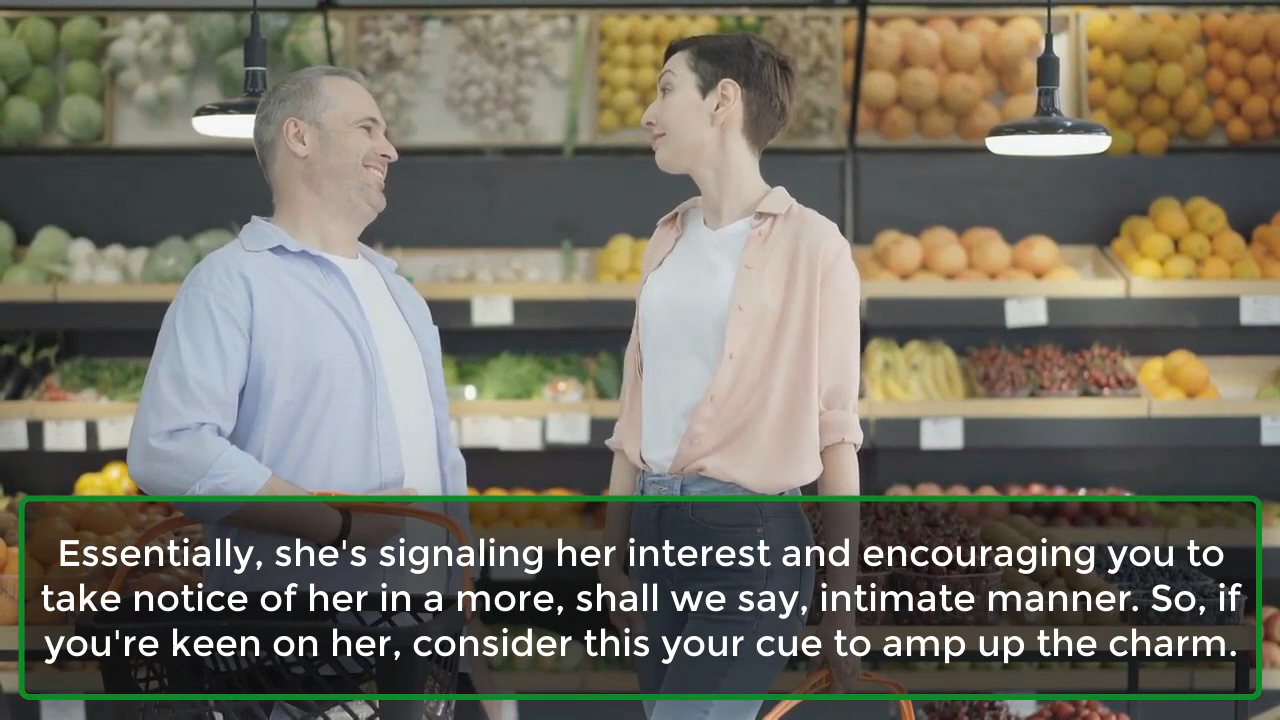 Essentially, she's signaling her interest and encouraging you to
take notice of her in a more, shall we say, intimate manner. So, if
you're keen on her, consider this your cue to amp up the charm.